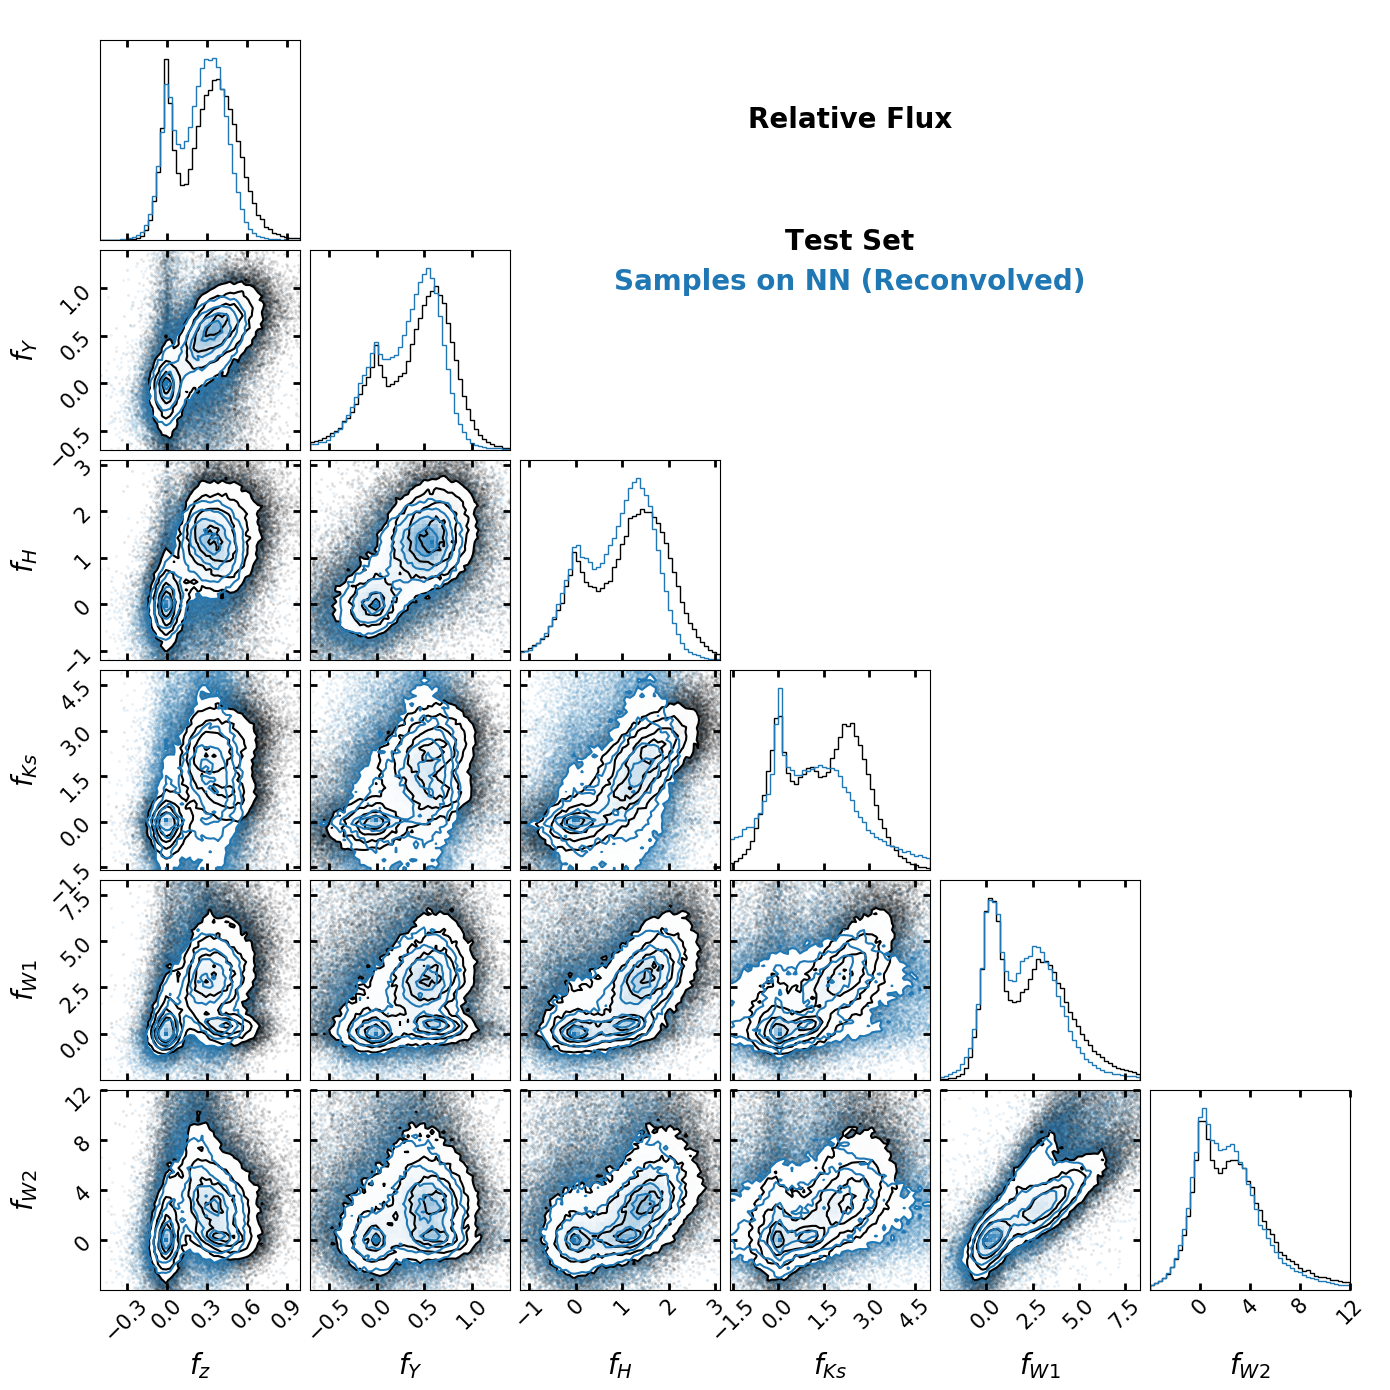 Relative Flux
Test Set
Samples on NN (Reconvolved)
f_Y
1.0
0.5
0.0
−0.5
f_H
3
2
1
0
−1
f_Ks
4.5
3.0
1.5
0.0
−1.5
f_W1
7.5
5.0
2.5
0.0
f_W2
12
8
4
0
−0.3 0.0 0.3 0.6 0.9 −0.5 0.0 0.5 1.0 −1 0 1 2 3 −1.5 0.0 1.5 3.0 4.5 0.0 2.5 5.0 7.5 0 4 8 12
f_z f_Y f_H f_Ks f_W1 f_W2